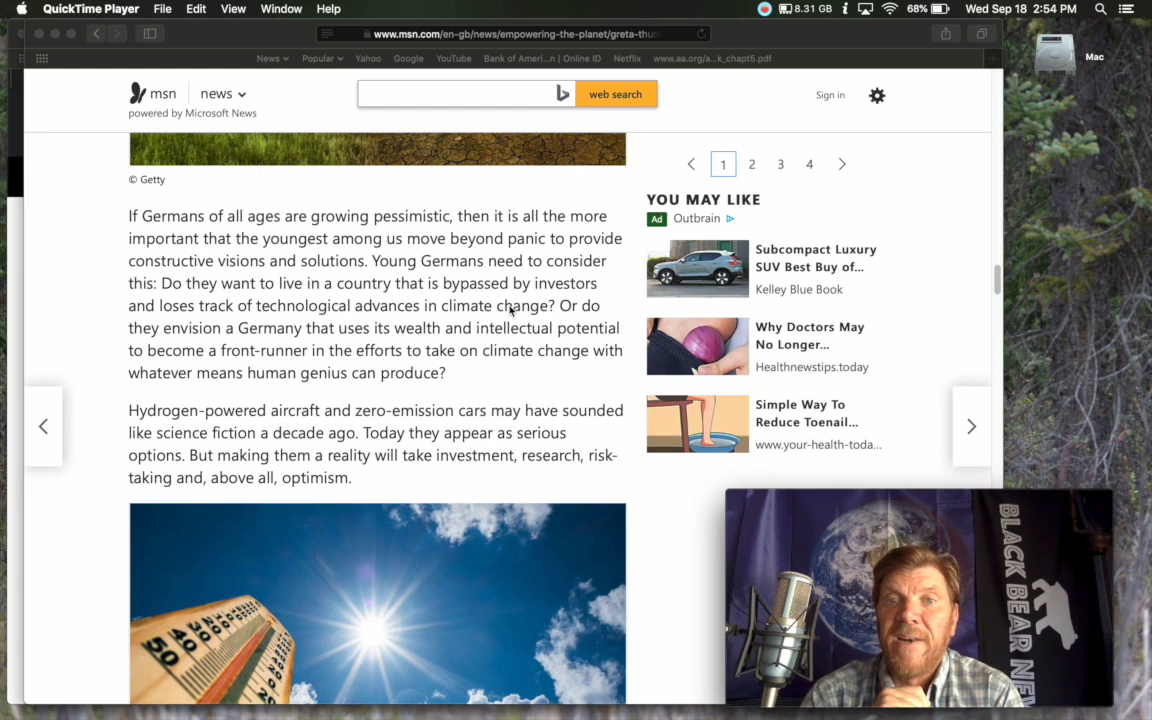 QuickTime Player File Edit View Window Help
8.31 GB 68% Wed Sep 18 2:54 PM
www.msn.com/en-gb/news/empowering-the-planet/greta-thun
News Popular Yahoo Google YouTube Bank of Ameri...n | Online ID Netflix www.aa.org/a...k_chapt5.pdf
Mac
msn news
powered by Microsoft News
web search
Sign in
© Getty
If Germans of all ages are growing pessimistic, then it is all the more
important that the youngest among us move beyond panic to provide
constructive visions and solutions. Young Germans need to consider
this: Do they want to live in a country that is bypassed by investors
and loses track of technological advances in climate change? Or do
they envision a Germany that uses its wealth and intellectual potential
to become a front-runner in the efforts to take on climate change with
whatever means human genius can produce?
Hydrogen-powered aircraft and zero-emission cars may have sounded
like science fiction a decade ago. Today they appear as serious
options. But making them a reality will take investment, research, risk-
taking and, above all, optimism.
50 40
1 2 3 4
YOU MAY LIKE
Ad Outbrain
Subcompact Luxury
SUV Best Buy of...
Kelley Blue Book
Why Doctors May
No Longer...
Healthnewstips.today
Simple Way To
Reduce Toenail...
www.your-health-toda...
BLACK BEAR NEW